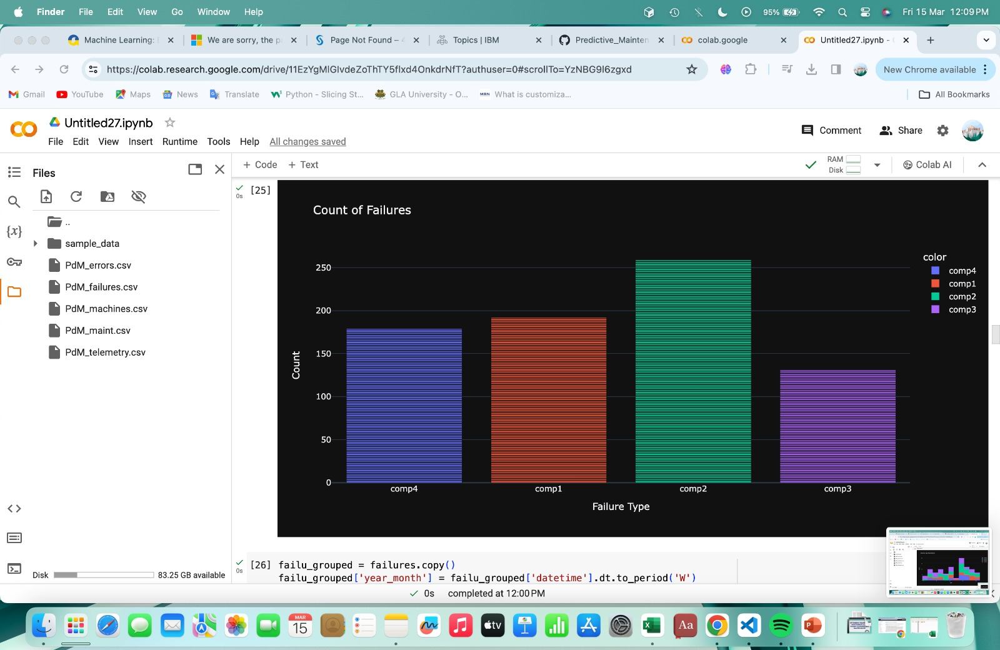 Finder File Edit View Go Window Help 95% Fri 15 Mar 12:09 PM
Machine Learning: We are sorry, the p Page Not Found – Topics | IBM Predictive_Mainten colab.google Untitled27.ipynb -
https://colab.research.google.com/drive/11EzYgMlGIvdeZoThTY5flxd4OnkdrNfT?authuser=0#scrollTo=YzNBG9I6zgxd New Chrome available
Gmail YouTube Maps News Translate Python - Slicing St... GLA University - O... What is customiza... All Bookmarks
Untitled27.ipynb
Comment Share
File Edit View Insert Runtime Tools Help All changes saved
Files
+ Code + Text
RAM
Disk
Colab AI
{x}
..
sample_data
PdM_errors.csv
PdM_failures.csv
PdM_machines.csv
PdM_maint.csv
PdM_telemetry.csv
Disk 83.25 GB available
0s [25]
Count of Failures
250
200
150
100
50
0
Count
comp4 comp1 comp2 comp3
Failure Type
color
comp4
comp1
comp2
comp3
0s [26] failu_grouped = failures.copy()
failu_grouped['year_month'] = failu_grouped['datetime'].dt.to_period('W')
0s completed at 12:00 PM
MAR
15
tv
Aa